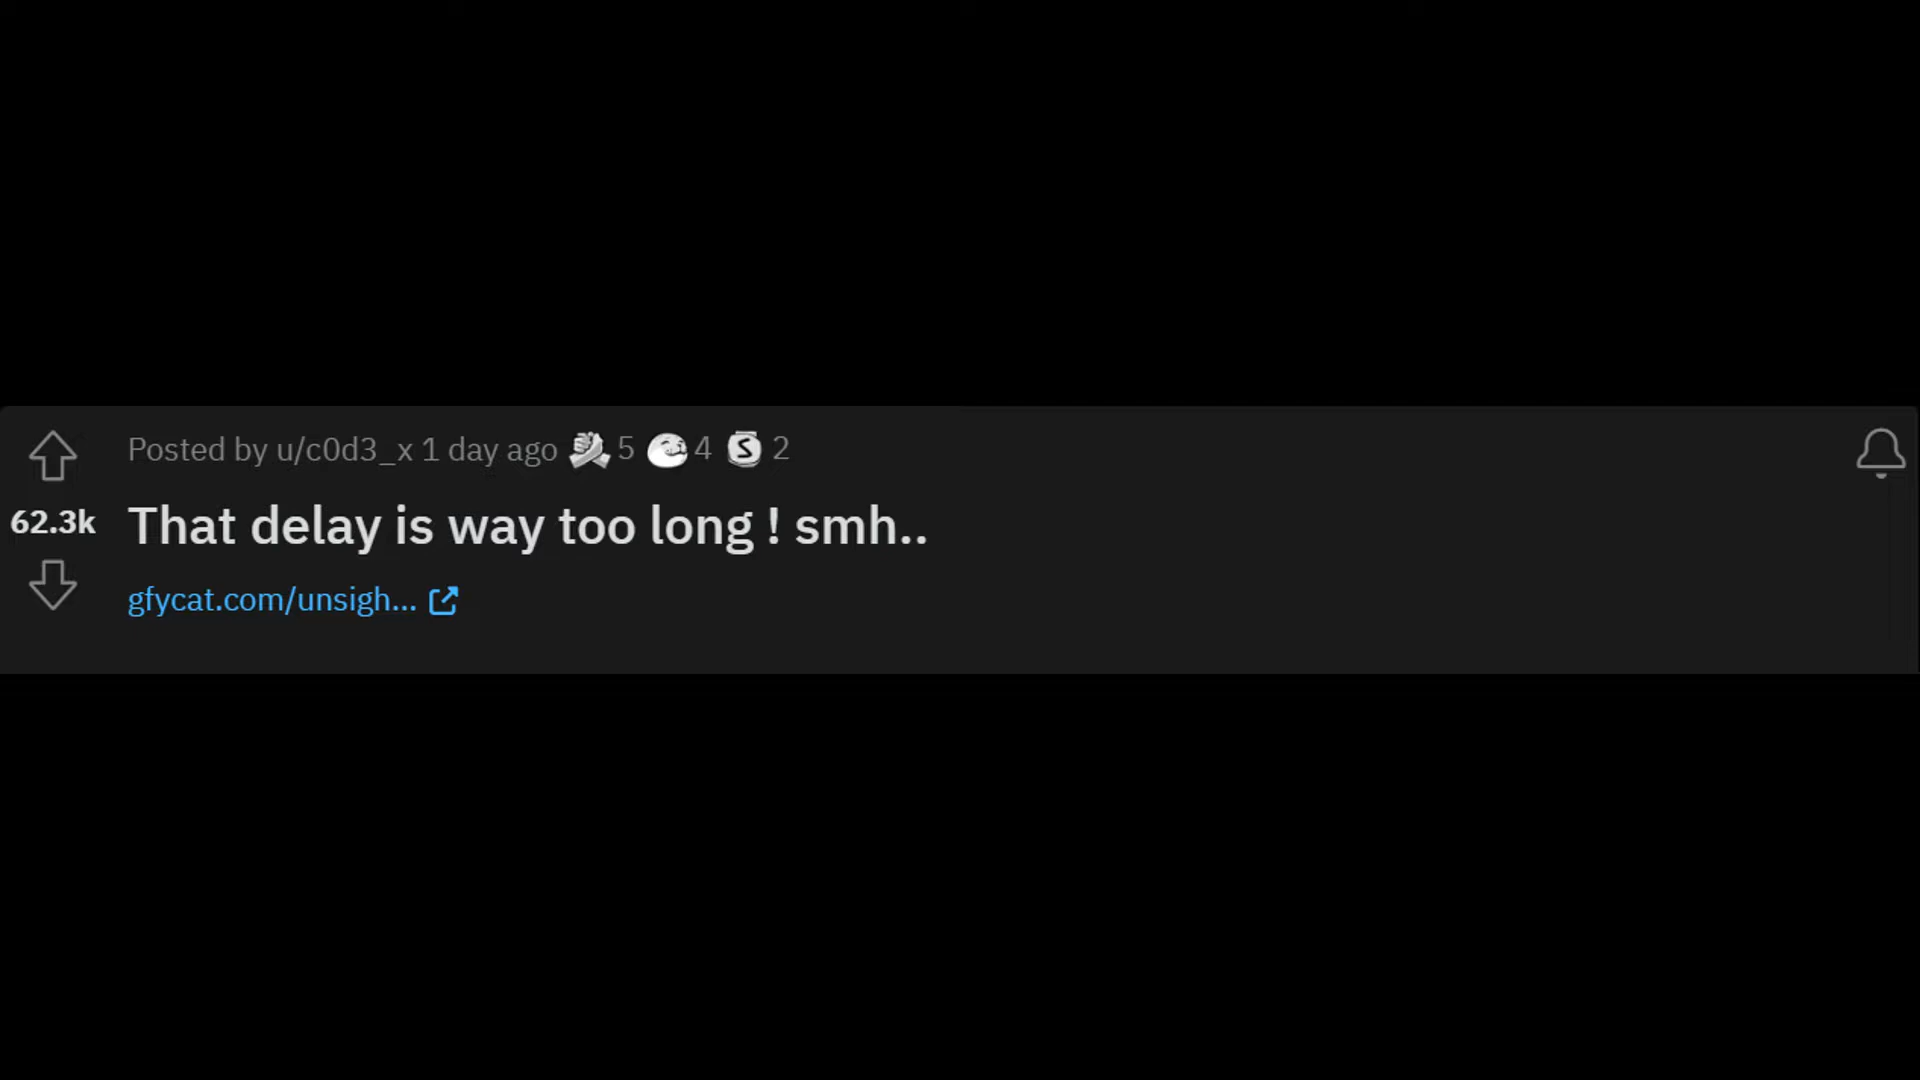 Posted by u/c0d3_x 1 day ago 5 4 S 2
62.3k
That delay is way too long ! smh..
gfycat.com/unsigh...